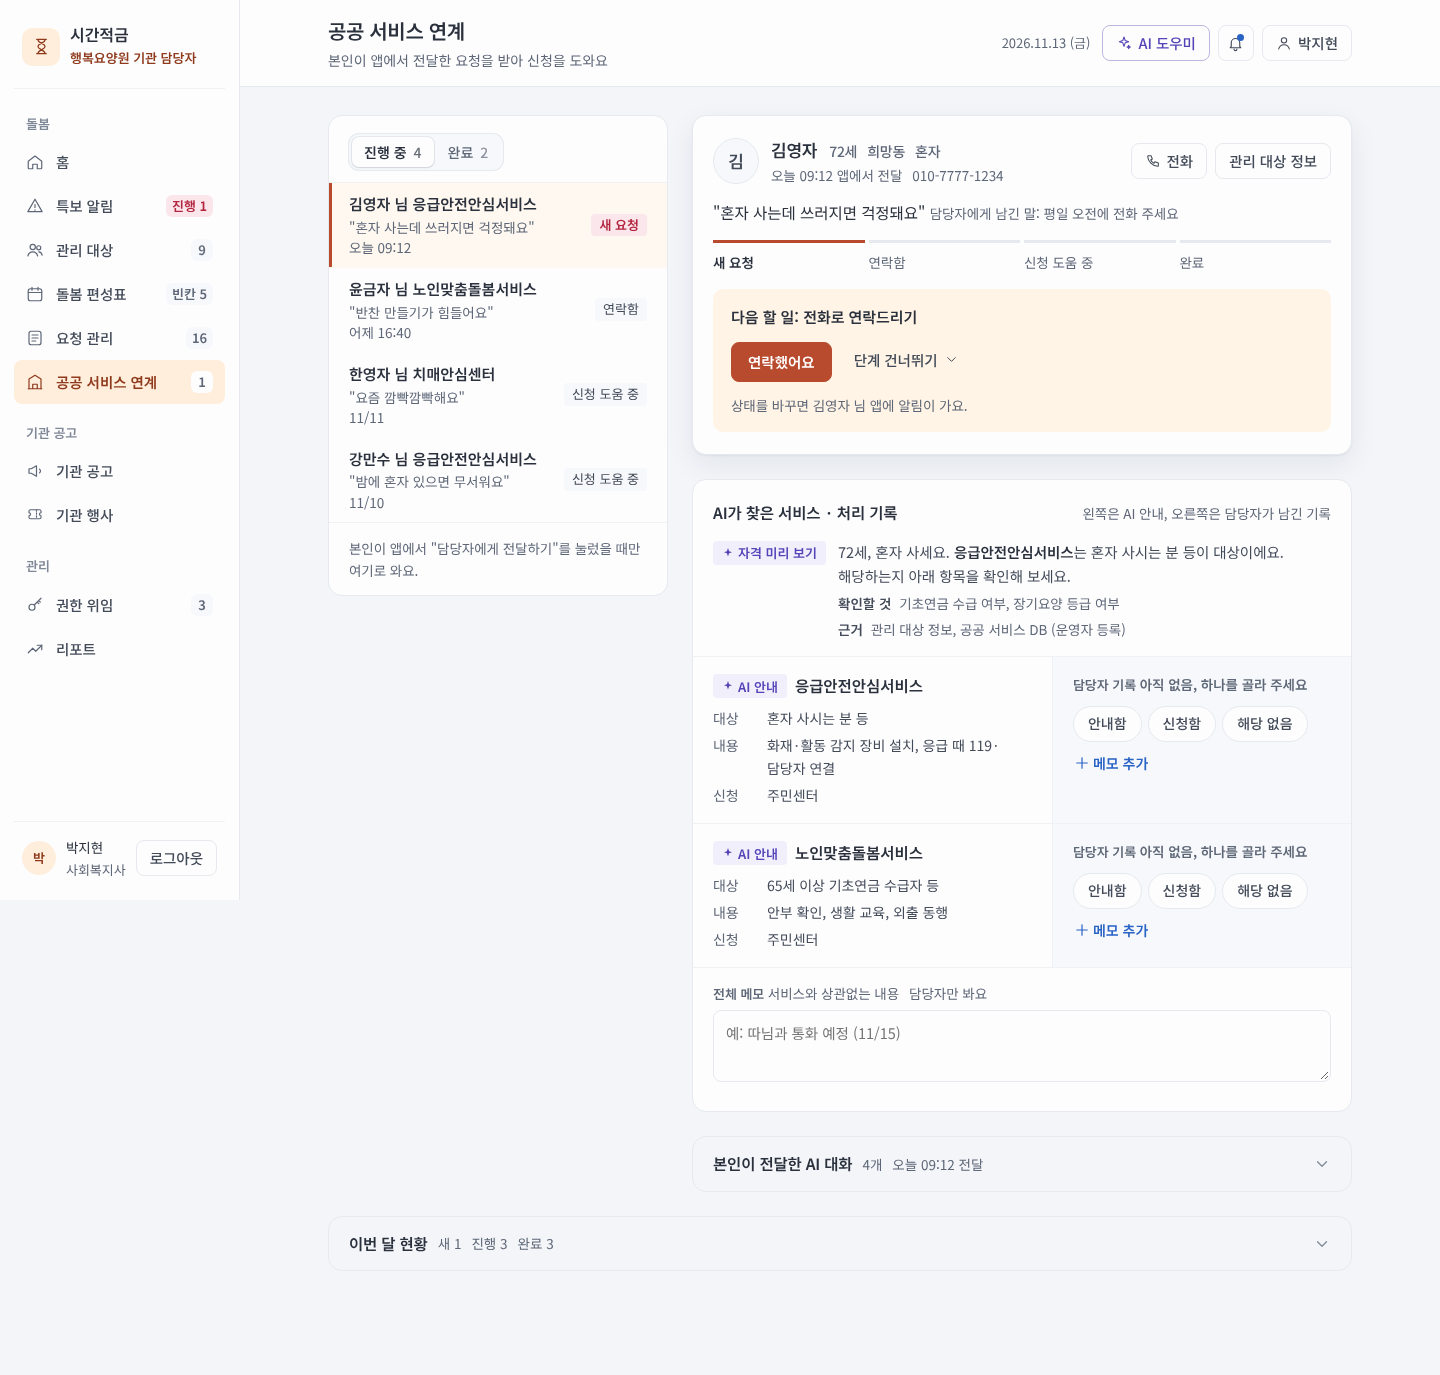 시간적금
행복요양원 기관 담당자
돌봄
홈
특보 알림 진행 1
관리 대상 9
돌봄 편성표 빈칸 5
요청 관리 16
공공 서비스 연계 1
기관 공고
기관 공고
기관 행사
관리
권한 위임 3
리포트
박 박지현 사회복지사 로그아웃
공공 서비스 연계
본인이 앱에서 전달한 요청을 받아 신청을 도와요
2026.11.13 (금) AI 도우미 박지현
진행 중 4 완료 2
김영자 님 응급안전안심서비스
"혼자 사는데 쓰러지면 걱정돼요"
오늘 09:12
새 요청
윤금자 님 노인맞춤돌봄서비스
"반찬 만들기가 힘들어요"
어제 16:40
연락함
한영자 님 치매안심센터
"요즘 깜빡깜빡해요"
11/11
신청 도움 중
강만수 님 응급안전안심서비스
"밤에 혼자 있으면 무서워요"
11/10
신청 도움 중
본인이 앱에서 "담당자에게 전달하기"를 눌렀을 때만
여기로 와요.
김 김영자 72세 희망동 혼자
오늘 09:12 앱에서 전달 010-7777-1234
전화 관리 대상 정보
"혼자 사는데 쓰러지면 걱정돼요" 담당자에게 남긴 말: 평일 오전에 전화 주세요
새 요청 연락함 신청 도움 중 완료
다음 할 일: 전화로 연락드리기
연락했어요 단계 건너뛰기
상태를 바꾸면 김영자 님 앱에 알림이 가요.
AI가 찾은 서비스 · 처리 기록 왼쪽은 AI 안내, 오른쪽은 담당자가 남긴 기록
자격 미리 보기 72세, 혼자 사세요. 응급안전안심서비스는 혼자 사시는 분 등이 대상이에요.
해당하는지 아래 항목을 확인해 보세요.
확인할 것 기초연금 수급 여부, 장기요양 등급 여부
근거 관리 대상 정보, 공공 서비스 DB (운영자 등록)
AI 안내 응급안전안심서비스
대상 혼자 사시는 분 등
내용 화재·활동 감지 장비 설치, 응급 때 119·
담당자 연결
신청 주민센터
담당자 기록 아직 없음, 하나를 골라 주세요
안내함 신청함 해당 없음
메모 추가
AI 안내 노인맞춤돌봄서비스
대상 65세 이상 기초연금 수급자 등
내용 안부 확인, 생활 교육, 외출 동행
신청 주민센터
담당자 기록 아직 없음, 하나를 골라 주세요
안내함 신청함 해당 없음
메모 추가
전체 메모 서비스와 상관없는 내용 담당자만 봐요
예: 따님과 통화 예정 (11/15)
본인이 전달한 AI 대화 4개 오늘 09:12 전달
이번 달 현황 새 1 진행 3 완료 3